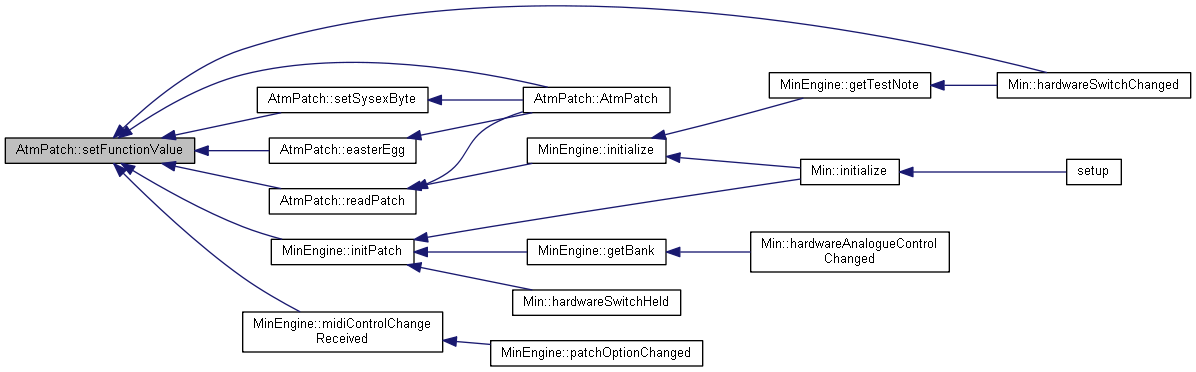 AtmPatch::setFunctionValue
AtmPatch::setSysexByte
AtmPatch::easterEgg
AtmPatch::readPatch
MinEngine::initPatch
MinEngine::midiControlChange
Received
AtmPatch::AtmPatch
MinEngine::initialize
MinEngine::getBank
Min::hardwareSwitchHeld
MinEngine::patchOptionChanged
MinEngine::getTestNote
Min::initialize
Min::hardwareAnalogueControl
Changed
Min::hardwareSwitchChanged
setup